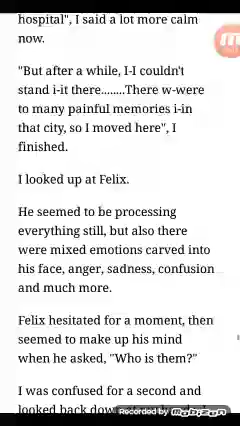 hospital", I said a lot more calm
now.
"But after a while, I-I couldn't
stand i-it there........There w-were
to many painful memories i-in
that city, so I moved here", I
finished.
I looked up at Felix.
He seemed to be processing
everything still, but also there
were mixed emotions carved into
his face, anger, sadness, confusion
and much more.
Felix hesitated for a moment, then
seemed to make up his mind
when he asked, "Who is them?"
I was confused for a second and
looked back down
Recorded by Mobizen